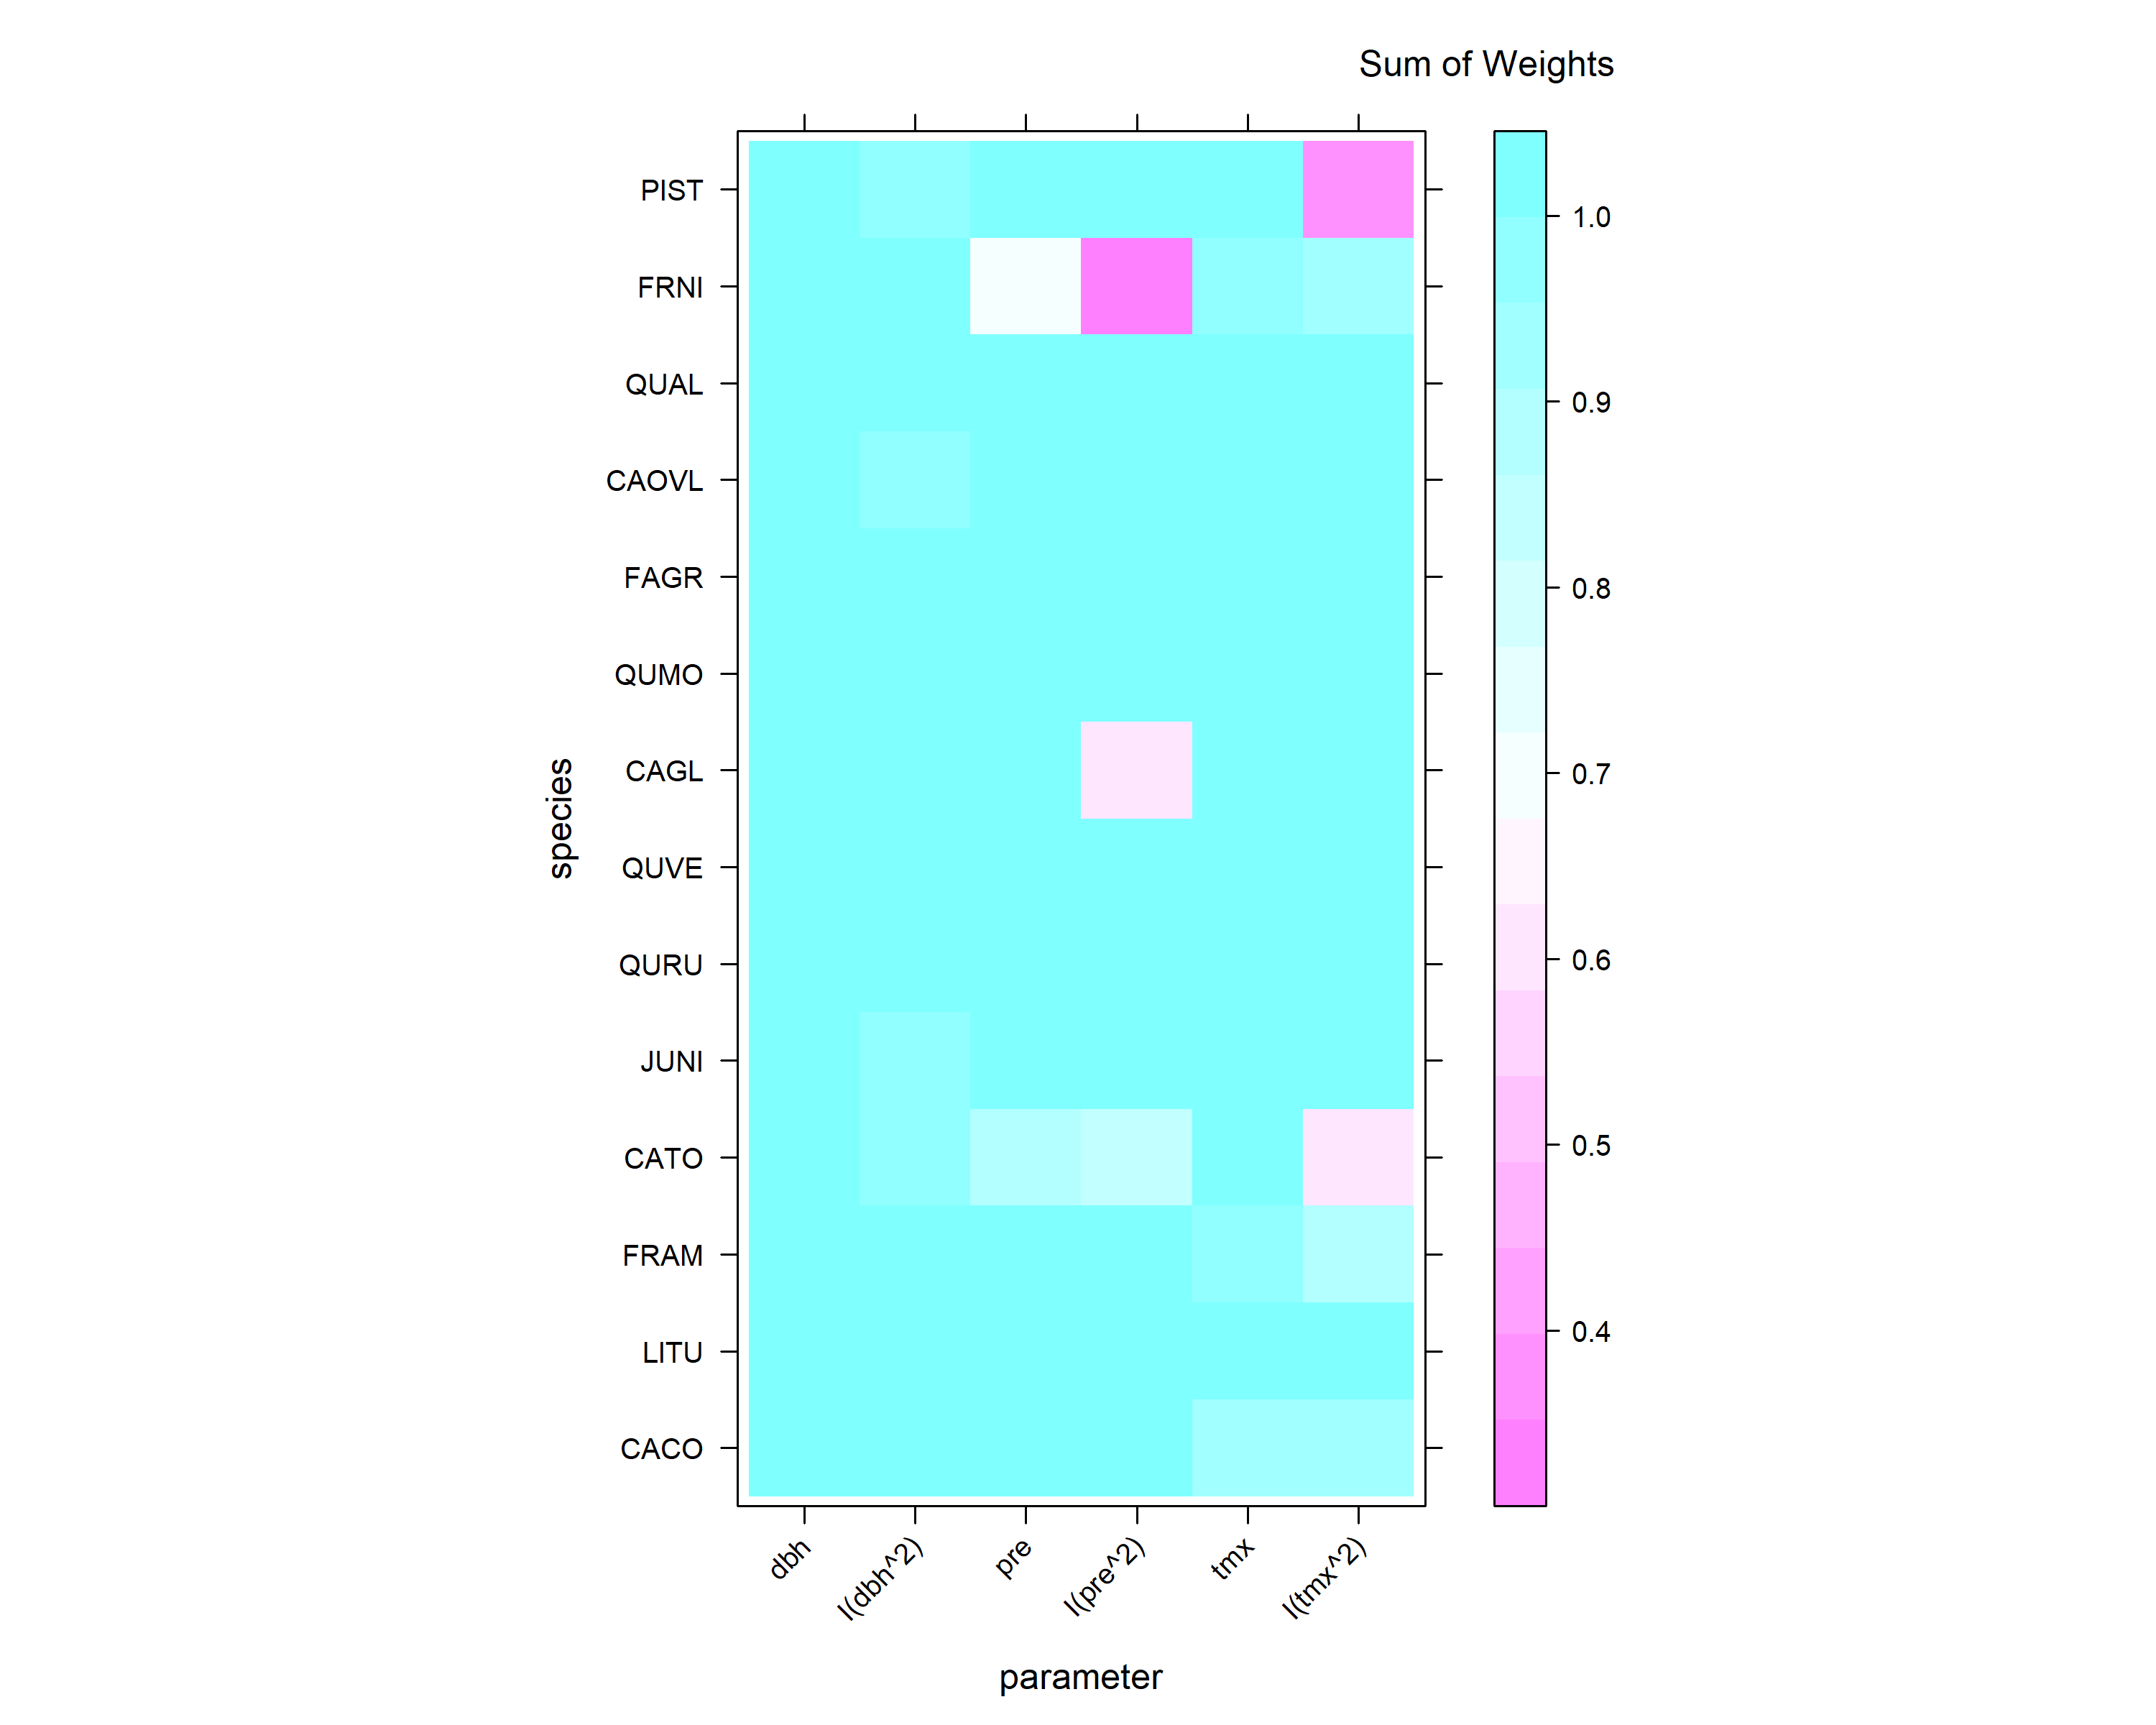 Sum of Weights
PIST
FRNI
QUAL
CAOVL
FAGR
QUMO
CAGL
QUVE
QURU
JUNI
CATO
FRAM
LITU
CACO
species
1.0
0.9
0.8
0.7
0.6
0.5
0.4
dbh
I(dbh^2)
pre
I(pre^2)
tmx
I(tmx^2)
parameter